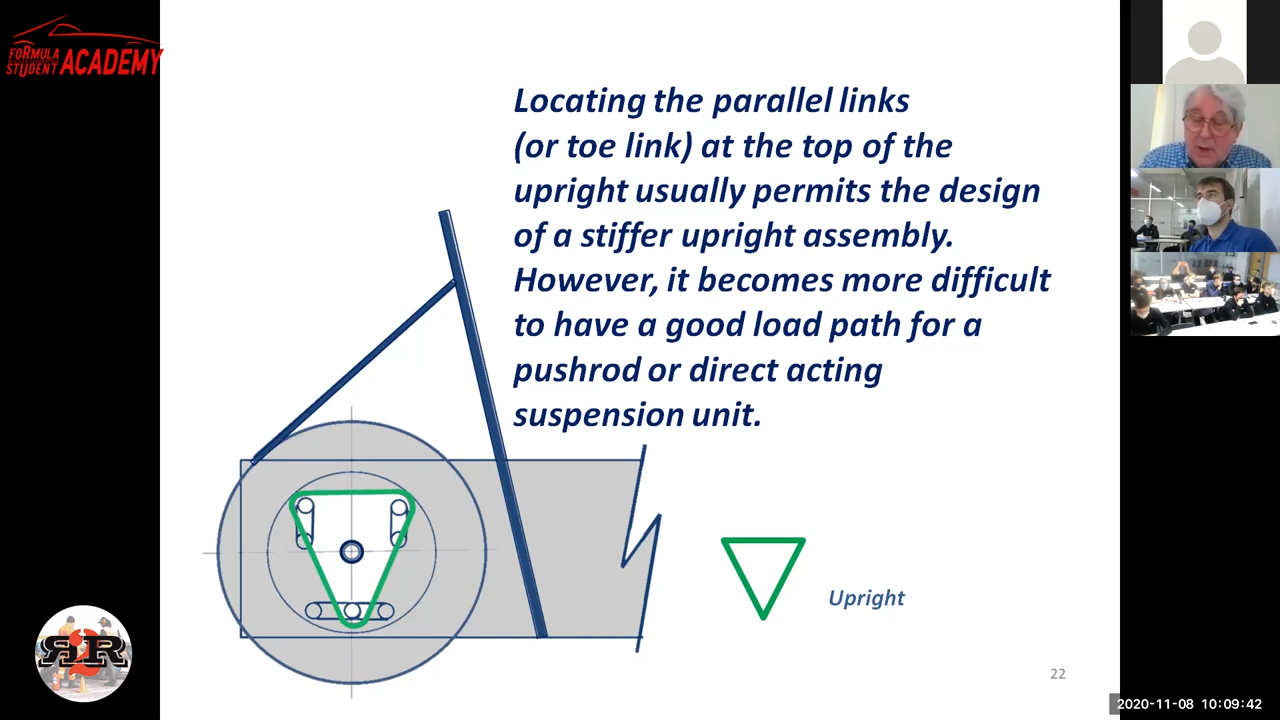 FORMULA
STUDENT ACADEMY
Locating the parallel links
(or toe link) at the top of the
upright usually permits the design
of a stiffer upright assembly.
However, it becomes more difficult
to have a good load path for a
pushrod or direct acting
suspension unit.
Upright
R2R
22
2020-11-08 10:09:42